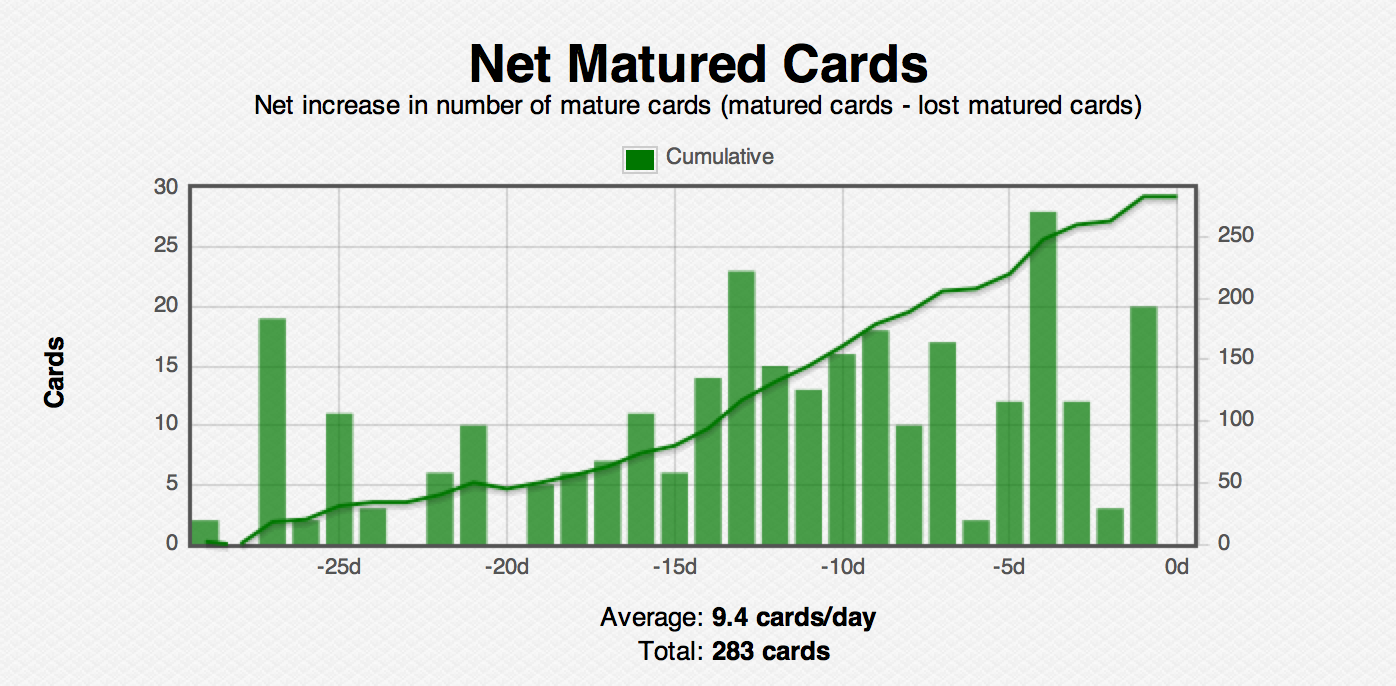 Net Matured Cards
Net increase in number of mature cards (matured cards - lost matured cards)
Cumulative
Cards
30
25
20
15
10
5
0
250
200
150
100
50
0
-25d -20d -15d -10d -5d 0d
Average: 9.4 cards/day
Total: 283 cards